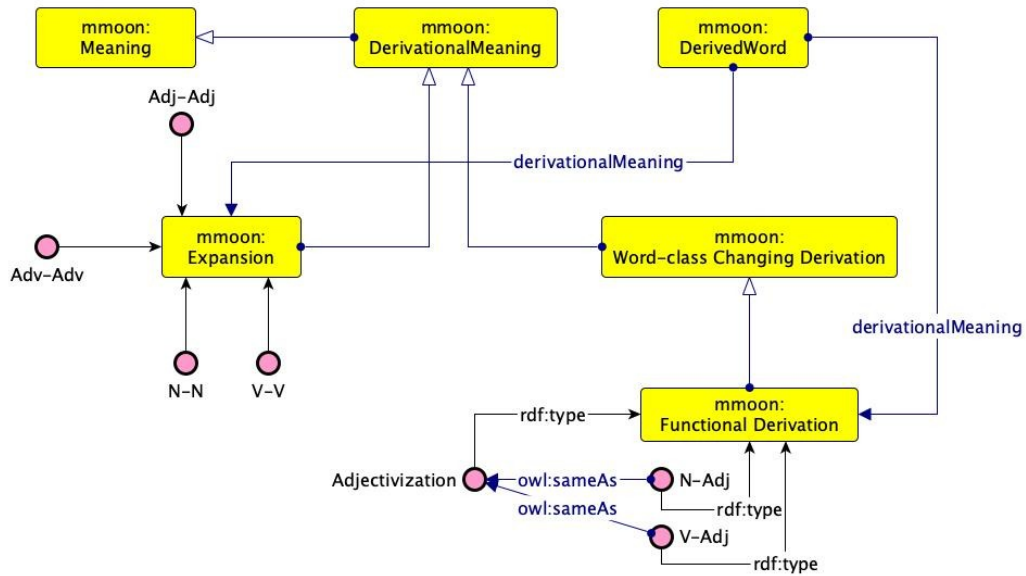 mmoon:
Meaning
mmoon:
DerivationalMeaning
mmoon:
DerivedWord
Adj-Adj
derivationalMeaning
mmoon:
Expansion
mmoon:
Word-class Changing Derivation
Adv-Adv
derivationalMeaning
N-N
V-V
mmoon:
Functional Derivation
rdf:type
Adjectivization
owl:sameAs
N-Adj
owl:sameAs
rdf:type
V-Adj
rdf:type